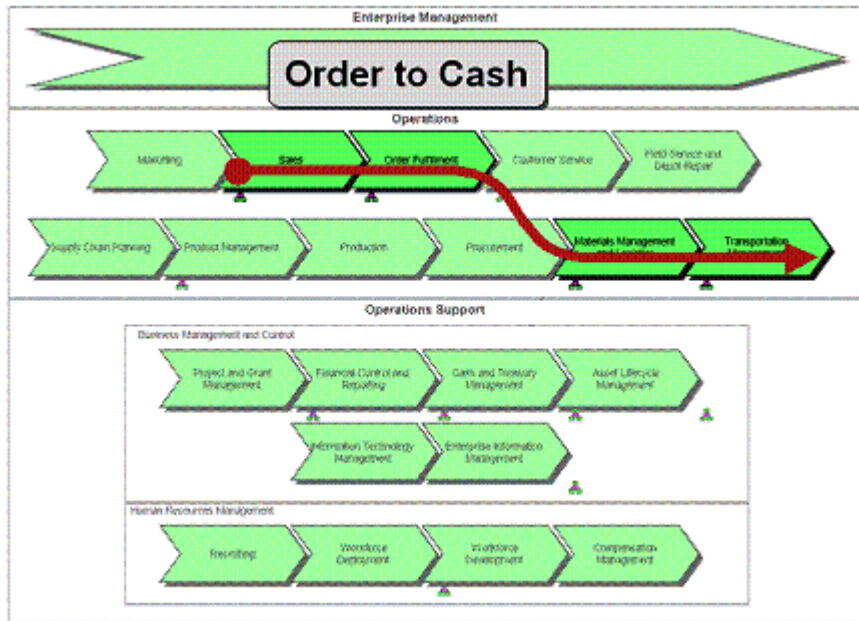 Enterprise Management
Order to Cash
Operations
Marketing
Sales
Order Fulfillment
Customer Service
Field Service and
Depot Repair
Supply Chain Planning
Product Management
Production
Procurement
Materials Management
and Logistics
Transportation
Management
Operations Support
Business Management and Control
Project and Grant
Management
Financial Control and
Reporting
Cash and Treasury
Management
Asset Lifecycle
Management
Information Technology
Management
Enterprise Information
Management
Human Resources Management
Recruiting
Workforce
Deployment
Workforce
Development
Compensation
Management